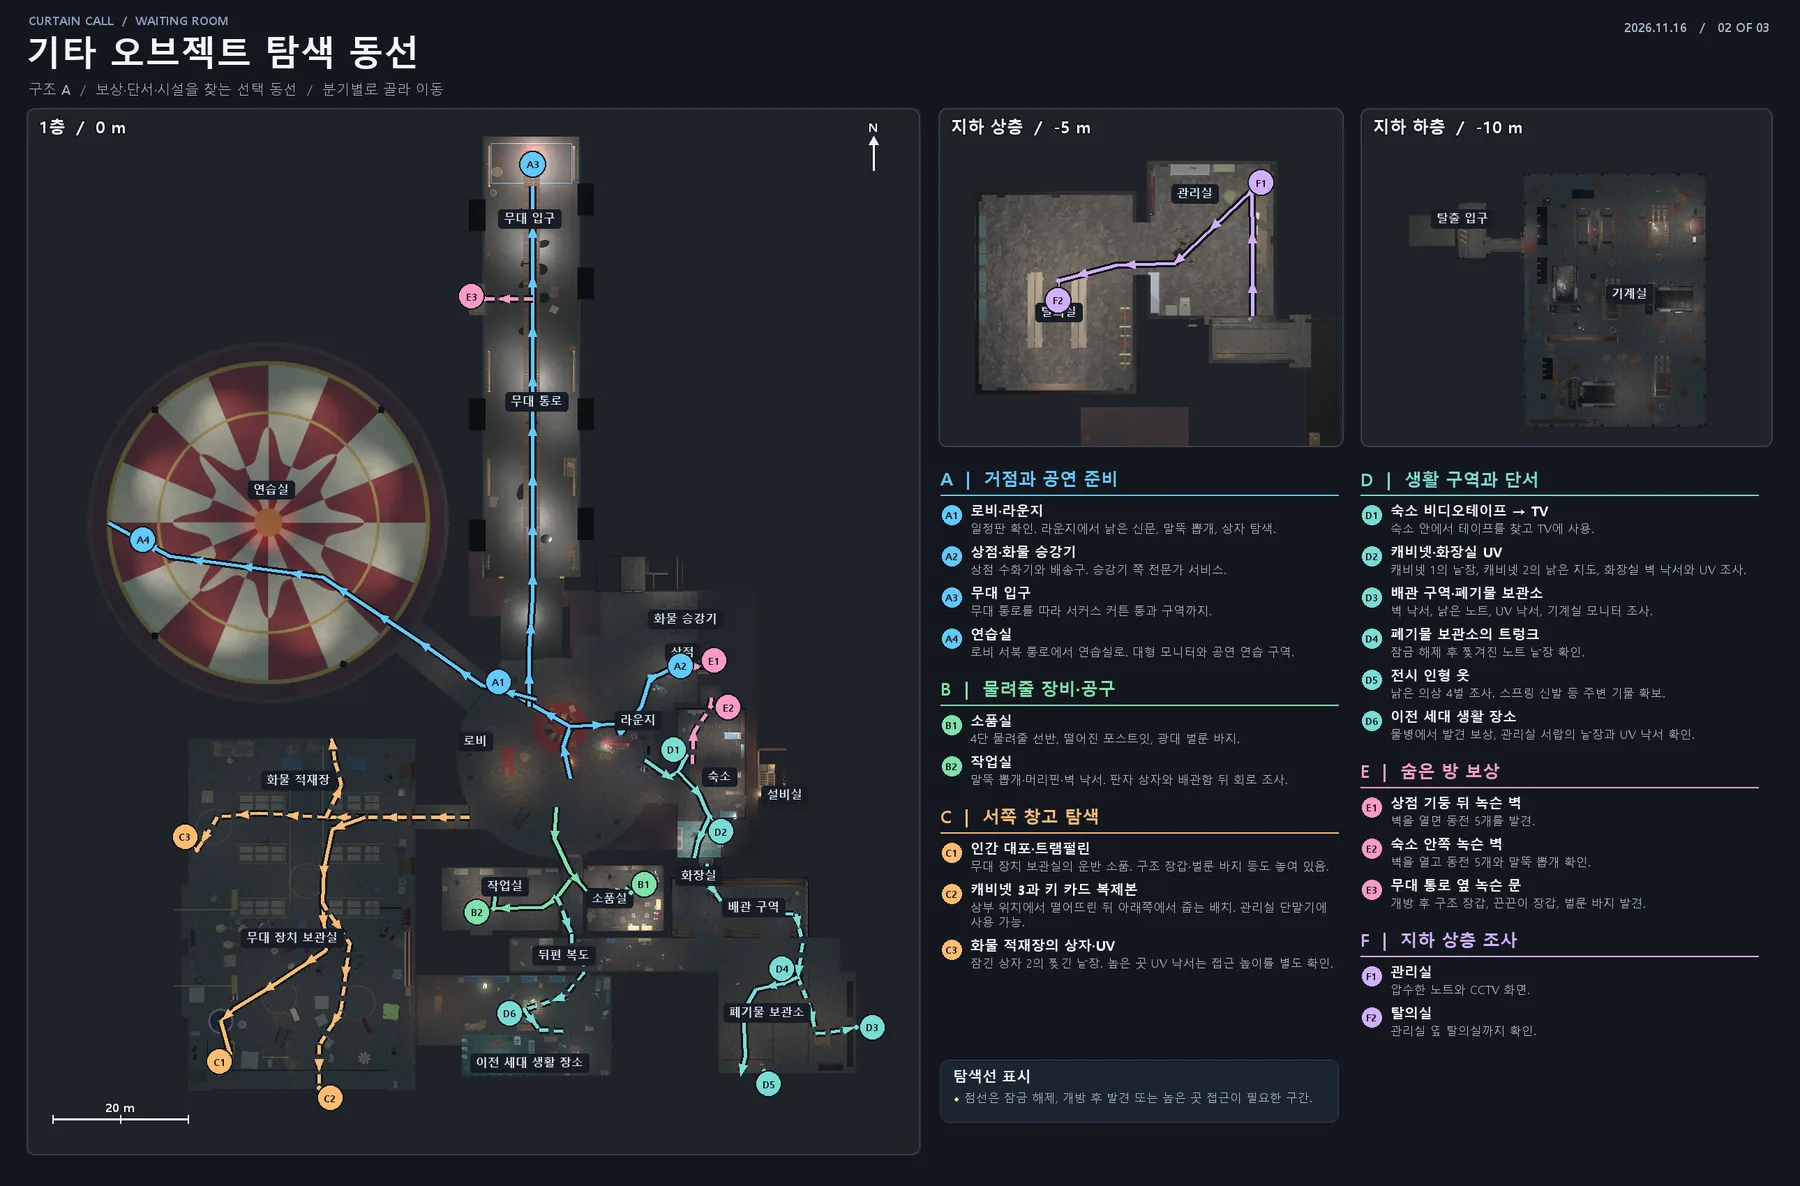 CURTAIN CALL / WAITING ROOM
기타 오브젝트 탐색 동선
구조 A / 보상·단서·시설을 찾는 선택 동선 / 분기별로 골라 이동
2026.11.16 / 02 OF 03
1층 / 0 m
N
A3
무대 입구
E3
무대 통로
연습실
A4
화물 승강기
상점
A2
E1
A1
E2
라운지
로비
D1
숙소
화물 적재장
설비실
C3
D2
화장실
작업실
B1
소품실
B2
배관 구역
무대 장치 보관실
뒤편 복도
D4
D6
폐기물 보관소
D3
C1
이전 세대 생활 장소
D5
C2
20 m
지하 상층 / -5 m
관리실
F1
F2
지하 하층 / -10 m
탈출 입구
기계실
A | 거점과 공연 준비
A1 로비·라운지
일정판 확인. 라운지에서 낡은 신문, 말뚝 뽑개, 상자 탐색.
A2 상점·화물 승강기
상점 수화기와 배송구. 승강기 쪽 전문가 서비스.
A3 무대 입구
무대 통로를 따라 서커스 커튼 통과 구역까지.
A4 연습실
로비 서북 통로에서 연습실로. 대형 모니터와 공연 연습 구역.
B | 물려줄 장비·공구
B1 소품실
4단 물려줄 선반, 떨어진 포스트잇, 광대 벌룬 바지.
B2 작업실
말뚝 뽑개·머리핀·벽 낙서. 판자 상자와 배관함 뒤 회로 조사.
C | 서쪽 창고 탐색
C1 인간 대포·트램펄린
무대 장치 보관실의 운반 소품. 구조 장갑·벌룬 바지 등도 놓여 있음.
C2 캐비넷 3과 키 카드 복제본
상부 위치에서 떨어뜨린 뒤 아래쪽에서 줍는 배치. 관리실 단말기에
사용 가능.
C3 화물 적재장의 상자·UV
잠긴 상자 2의 찢긴 낱장. 높은 곳 UV 낙서는 접근 높이를 별도 확인.
탐색선 표시
• 점선은 잠금 해제, 개방 후 발견 또는 높은 곳 접근이 필요한 구간.
D | 생활 구역과 단서
D1 숙소 비디오테이프 → TV
숙소 안에서 테이프를 찾고 TV에 사용.
D2 캐비넷·화장실 UV
캐비넷 1의 낱장, 캐비넷 2의 낡은 지도, 화장실 벽 낙서와 UV 조사.
D3 배관 구역·폐기물 보관소
벽 낙서, 낡은 노트, UV 낙서, 기계실 모니터 조사.
D4 폐기물 보관소의 트렁크
잠금 해제 후 찢겨진 노트 낱장 확인.
D5 전시 인형 옷
낡은 의상 4벌 조사. 스프링 신발 등 주변 기물 확보.
D6 이전 세대 생활 장소
물병에서 발견 보상, 관리실 서랍의 낱장과 UV 낙서 확인.
E | 숨은 방 보상
E1 상점 기둥 뒤 녹슨 벽
벽을 열면 동전 5개를 발견.
E2 숙소 안쪽 녹슨 벽
벽을 열고 동전 5개와 말뚝 뽑개 확인.
E3 무대 통로 옆 녹슨 문
개방 후 구조 장갑, 끈끈이 장갑, 벌룬 바지 발견.
F | 지하 상층 조사
F1 관리실
압수한 노트와 CCTV 화면.
F2 탈의실
관리실 옆 탈의실까지 확인.